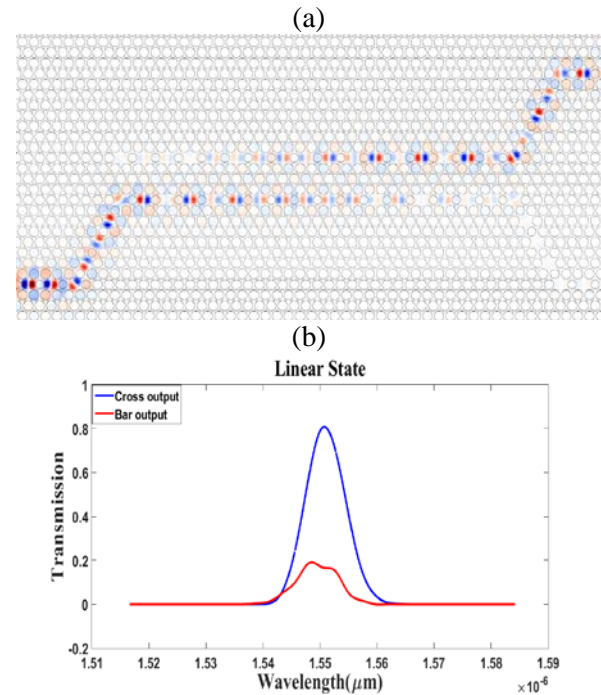 (a)
(b)
Linear State
Cross output
Bar output
1
0.8
0.6
0.4
0.2
0
-0.2
Transmission
1.51 1.52 1.53 1.54 1.55 1.56 1.57 1.58 1.59
×10⁻⁶
Wavelength(μm)